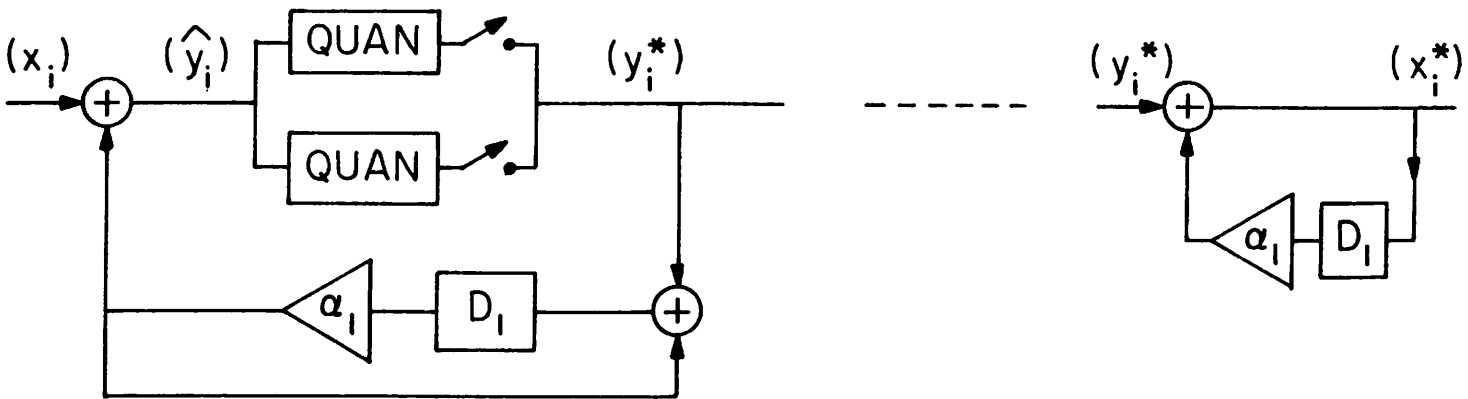 (x_i) (ŷ_i) QUAN (y_i*) (y_i*) (x_i*)
+ +
QUAN
α_1 D_1
α_1 D_1 +